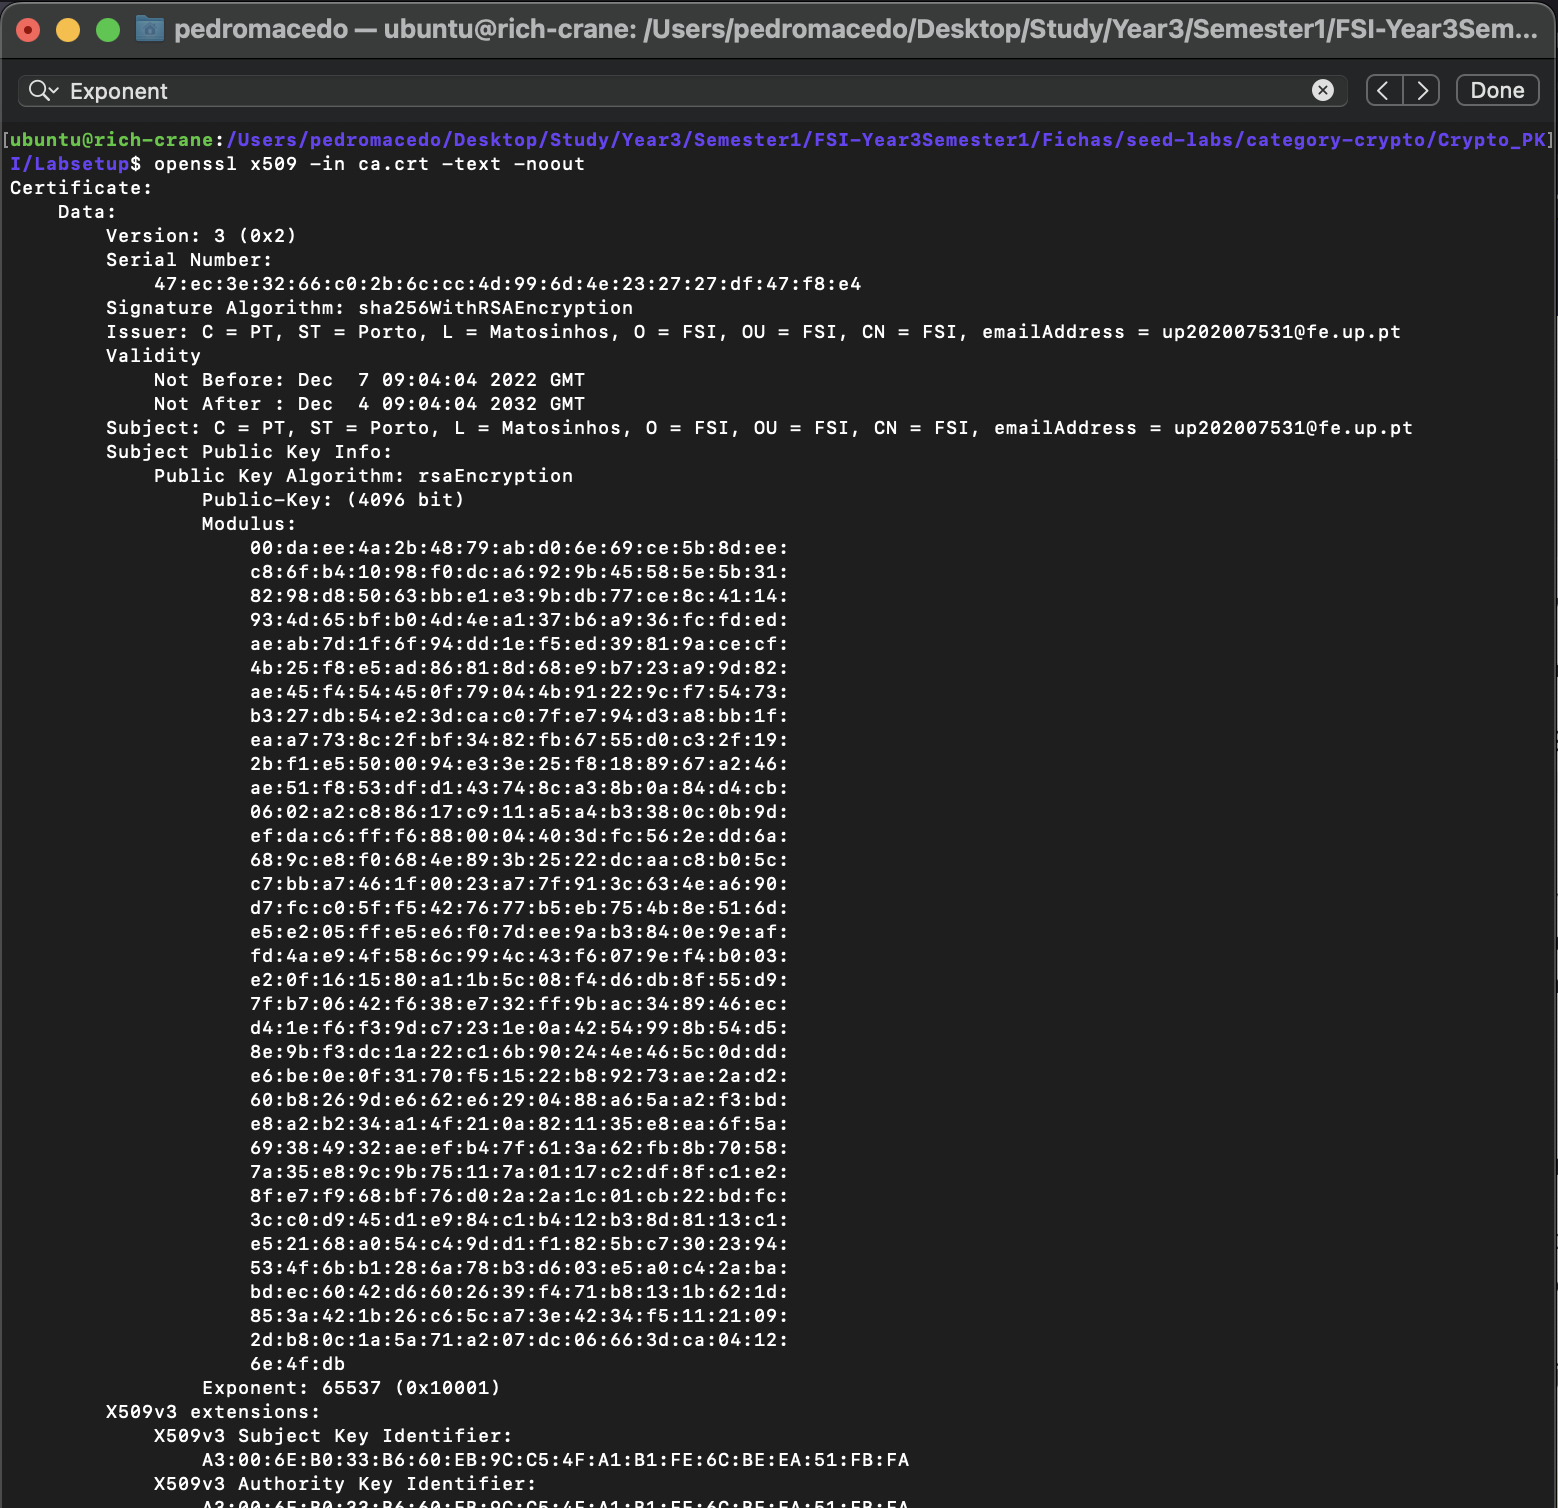 pedromacedo — ubuntu@rich-crane: /Users/pedromacedo/Desktop/Study/Year3/Semester1/FSI-Year3Sem...
Exponent
Done
[ubuntu@rich-crane:/Users/pedromacedo/Desktop/Study/Year3/Semester1/FSI-Year3Semester1/Fichas/seed-labs/category-crypto/Crypto_PK]
I/Labsetup$ openssl x509 -in ca.crt -text -noout
Certificate:
    Data:
        Version: 3 (0x2)
        Serial Number:
            47:ec:3e:32:66:c0:2b:6c:cc:4d:99:6d:4e:23:27:27:df:47:f8:e4
        Signature Algorithm: sha256WithRSAEncryption
        Issuer: C = PT, ST = Porto, L = Matosinhos, O = FSI, OU = FSI, CN = FSI, emailAddress = up202007531@fe.up.pt
        Validity
            Not Before: Dec  7 09:04:04 2022 GMT
            Not After : Dec  4 09:04:04 2032 GMT
        Subject: C = PT, ST = Porto, L = Matosinhos, O = FSI, OU = FSI, CN = FSI, emailAddress = up202007531@fe.up.pt
        Subject Public Key Info:
            Public Key Algorithm: rsaEncryption
                Public-Key: (4096 bit)
                Modulus:
                    00:da:ee:4a:2b:48:79:ab:d0:6e:69:ce:5b:8d:ee:
                    c8:6f:b4:10:98:f0:dc:a6:92:9b:45:58:5e:5b:31:
                    82:98:d8:50:63:bb:e1:e3:9b:db:77:ce:8c:41:14:
                    93:4d:65:bf:b0:4d:4e:a1:37:b6:a9:36:fc:fd:ed:
                    ae:ab:7d:1f:6f:94:dd:1e:f5:ed:39:81:9a:ce:cf:
                    4b:25:f8:e5:ad:86:81:8d:68:e9:b7:23:a9:9d:82:
                    ae:45:f4:54:45:0f:79:04:4b:91:22:9c:f7:54:73:
                    b3:27:db:54:e2:3d:ca:c0:7f:e7:94:d3:a8:bb:1f:
                    ea:a7:73:8c:2f:bf:34:82:fb:67:55:d0:c3:2f:19:
                    2b:f1:e5:50:00:94:e3:3e:25:f8:18:89:67:a2:46:
                    ae:51:f8:53:df:d1:43:74:8c:a3:8b:0a:84:d4:cb:
                    06:02:a2:c8:86:17:c9:11:a5:a4:b3:38:0c:0b:9d:
                    ef:da:c6:ff:f6:88:00:04:40:3d:fc:56:2e:dd:6a:
                    68:9c:e8:f0:68:4e:89:3b:25:22:dc:aa:c8:b0:5c:
                    c7:bb:a7:46:1f:00:23:a7:7f:91:3c:63:4e:a6:90:
                    d7:fc:c0:5f:f5:42:76:77:b5:eb:75:4b:8e:51:6d:
                    e5:e2:05:ff:e5:e6:f0:7d:ee:9a:b3:84:0e:9e:af:
                    fd:4a:e9:4f:58:6c:99:4c:43:f6:07:9e:f4:b0:03:
                    e2:0f:16:15:80:a1:1b:5c:08:f4:d6:db:8f:55:d9:
                    7f:b7:06:42:f6:38:e7:32:ff:9b:ac:34:89:46:ec:
                    d4:1e:f6:f3:9d:c7:23:1e:0a:42:54:99:8b:54:d5:
                    8e:9b:f3:dc:1a:22:c1:6b:90:24:4e:46:5c:0d:dd:
                    e6:be:0e:0f:31:70:f5:15:22:b8:92:73:ae:2a:d2:
                    60:b8:26:9d:e6:62:e6:29:04:88:a6:5a:a2:f3:bd:
                    e8:a2:b2:34:a1:4f:21:0a:82:11:35:e8:ea:6f:5a:
                    69:38:49:32:ae:ef:b4:7f:61:3a:62:fb:8b:70:58:
                    7a:35:e8:9c:9b:75:11:7a:01:17:c2:df:8f:c1:e2:
                    8f:e7:f9:68:bf:76:d0:2a:2a:1c:01:cb:22:bd:fc:
                    3c:c0:d9:45:d1:e9:84:c1:b4:12:b3:8d:81:13:c1:
                    e5:21:68:a0:54:c4:9d:d1:f1:82:5b:c7:30:23:94:
                    53:4f:6b:b1:28:6a:78:b3:d6:03:e5:a0:c4:2a:ba:
                    bd:ec:60:42:d6:60:26:39:f4:71:b8:13:1b:62:1d:
                    85:3a:42:1b:26:c6:5c:a7:3e:42:34:f5:11:21:09:
                    2d:b8:0c:1a:5a:71:a2:07:dc:06:66:3d:ca:04:12:
                    6e:4f:db
                Exponent: 65537 (0x10001)
        X509v3 extensions:
            X509v3 Subject Key Identifier:
                A3:00:6E:B0:33:B6:60:EB:9C:C5:4F:A1:B1:FE:6C:BE:EA:51:FB:FA
            X509v3 Authority Key Identifier:
                A3:00:6E:B0:33:B6:60:EB:9C:C5:4F:A1:B1:FE:6C:BE:EA:51:FB:FA